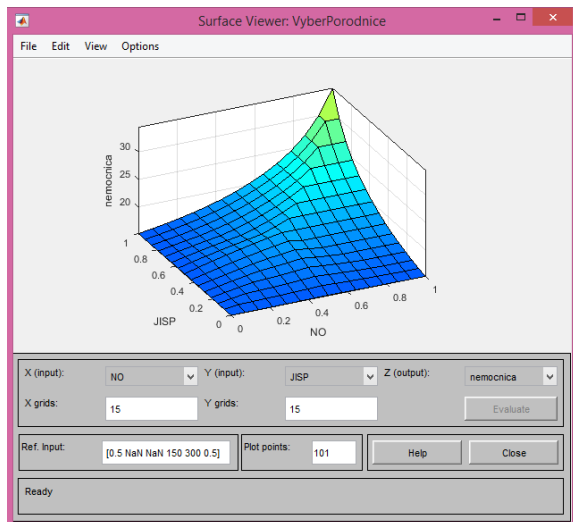 Surface Viewer: VyberPorodnice
File Edit View Options
nemocnica
30
25
20
1
0.8
0.6
0.4
0.2
0
JISP
0
0.2
0.4
0.6
0.8
1
NO
X (input): NO Y (input): JISP Z (output): nemocnica
X grids: 15 Y grids: 15 Evaluate
Ref. Input: [0.5 NaN NaN 150 300 0.5] Plot points: 101 Help Close
Ready